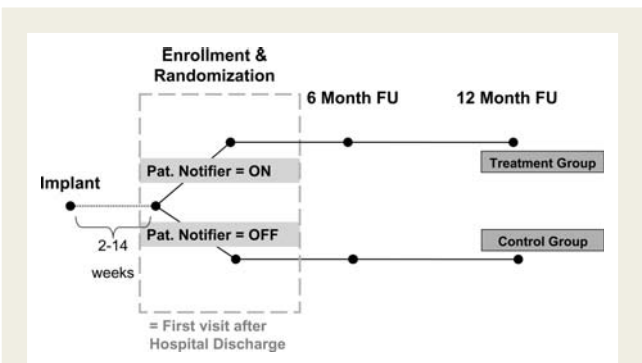 Enrollment &
Randomization
6 Month FU
12 Month FU
Pat. Notifier = ON
Treatment Group
Implant
Pat. Notifier = OFF
2-14
weeks
Control Group
= First visit after
Hospital Discharge